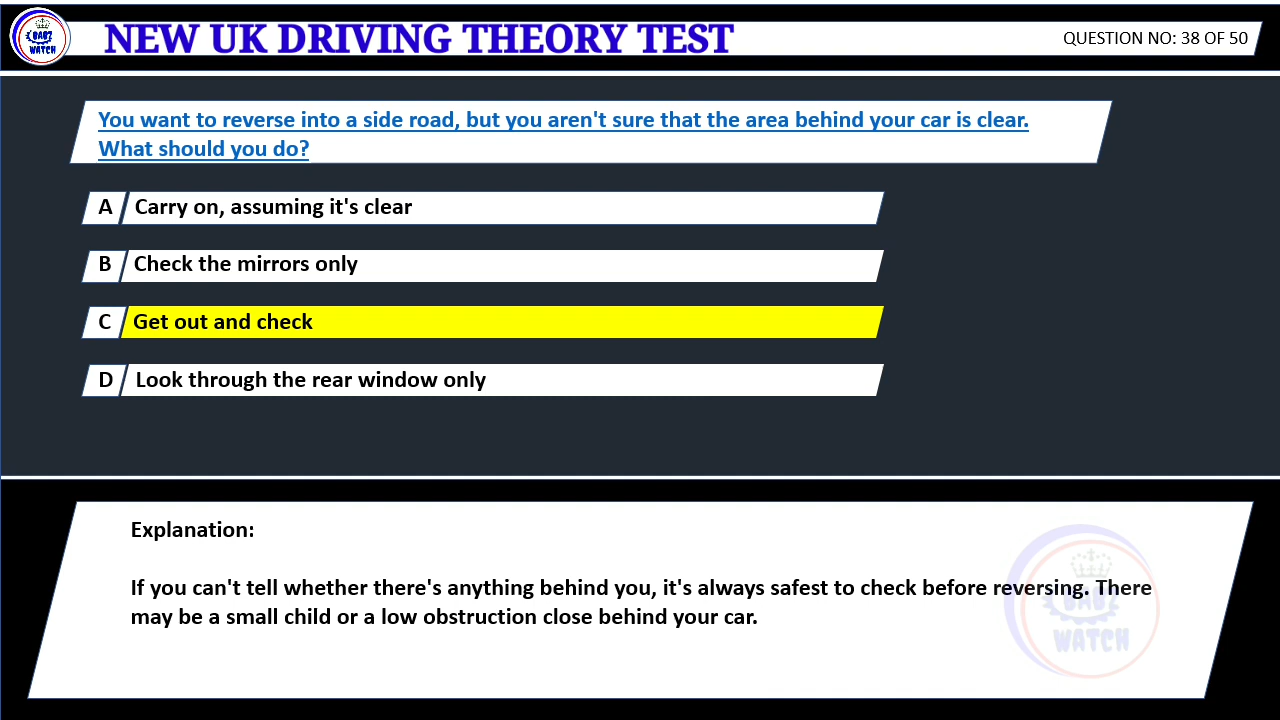 BABZ
WATCH
NEW UK DRIVING THEORY TEST
QUESTION NO: 38 OF 50
You want to reverse into a side road, but you aren't sure that the area behind your car is clear.
What should you do?
A Carry on, assuming it's clear
B Check the mirrors only
C Get out and check
D Look through the rear window only
Explanation:
If you can't tell whether there's anything behind you, it's always safest to check before reversing. There
may be a small child or a low obstruction close behind your car.
BABZ
WATCH